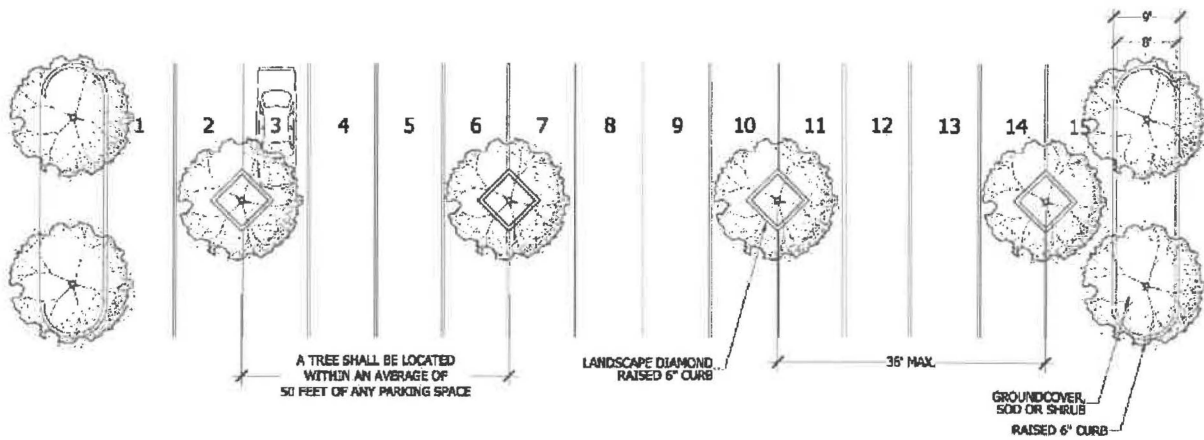 9'
8'
1 2 3 4 5 6 7 8 9 10 11 12 13 14 15
A TREE SHALL BE LOCATED
WITHIN AN AVERAGE OF
50 FEET OF ANY PARKING SPACE
LANDSCAPE DIAMOND
RAISED 6" CURB
36' MAX.
GROUNDCOVER,
SOD OR SHRUB
RAISED 6" CURB